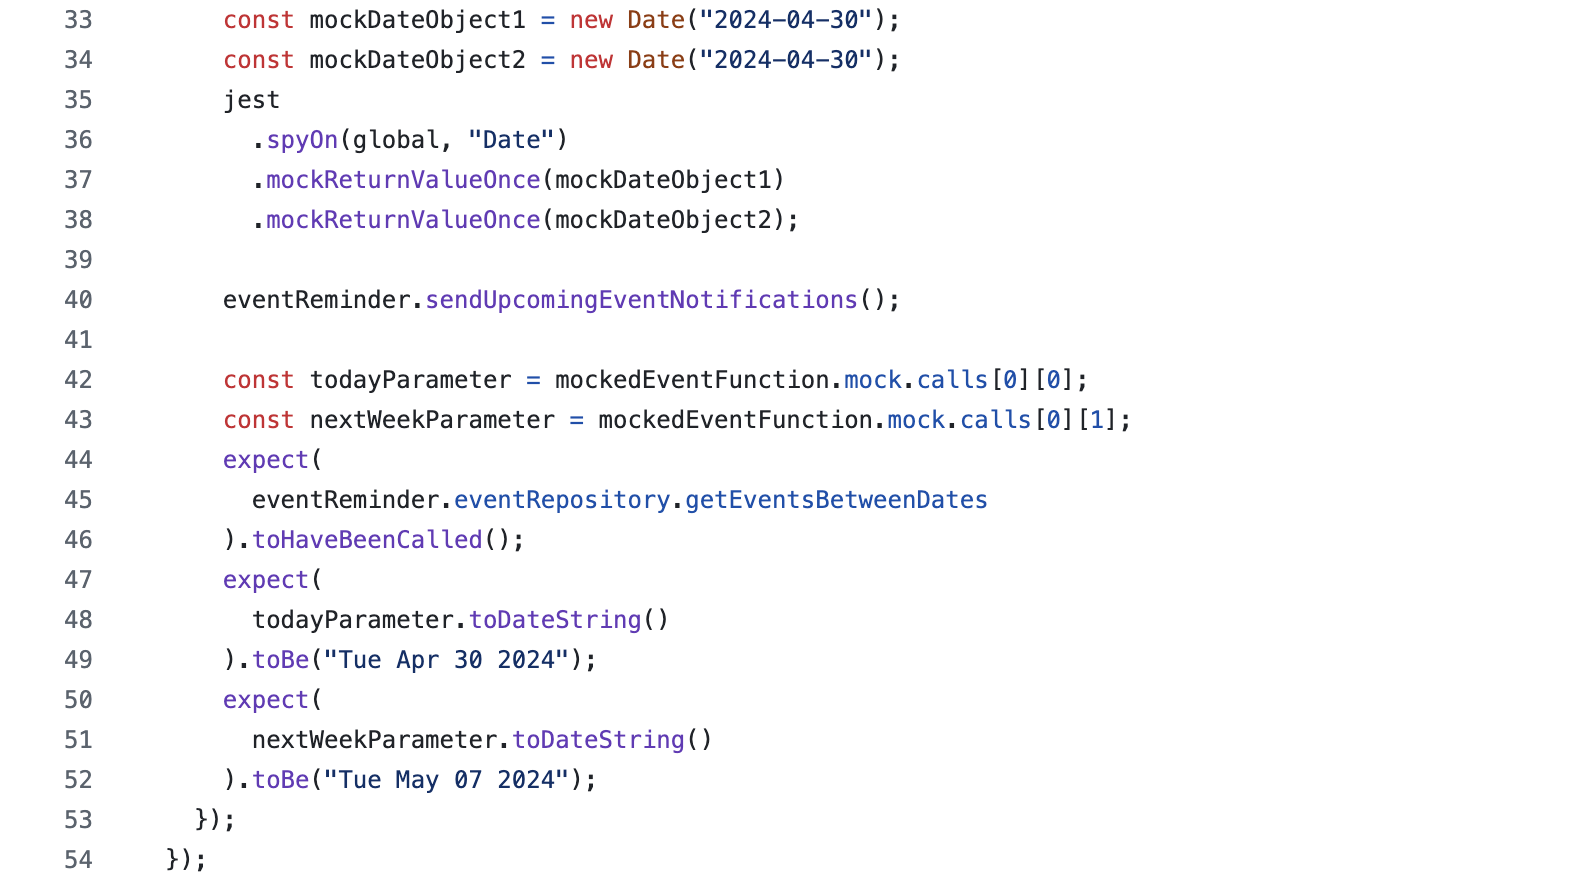 33 const mockDateObject1 = new Date("2024-04-30");
34 const mockDateObject2 = new Date("2024-04-30");
35 jest
36 .spyOn(global, "Date")
37 .mockReturnValueOnce(mockDateObject1)
38 .mockReturnValueOnce(mockDateObject2);
39
40 eventReminder.sendUpcomingEventNotifications();
41
42 const todayParameter = mockedEventFunction.mock.calls[0][0];
43 const nextWeekParameter = mockedEventFunction.mock.calls[0][1];
44 expect(
45 eventReminder.eventRepository.getEventsBetweenDates
46 ).toHaveBeenCalled();
47 expect(
48 todayParameter.toDateString()
49 ).toBe("Tue Apr 30 2024");
50 expect(
51 nextWeekParameter.toDateString()
52 ).toBe("Tue May 07 2024");
53 });
54 });